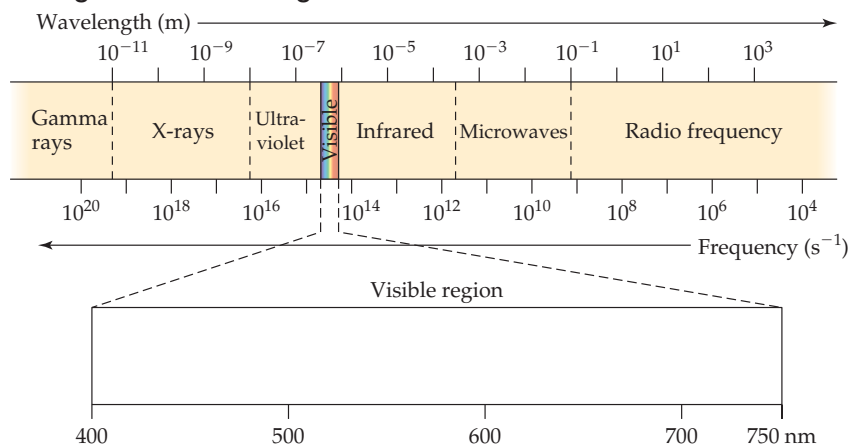 Wavelength (m)
10⁻¹¹ 10⁻⁹ 10⁻⁷ 10⁻⁵ 10⁻³ 10⁻¹ 10¹ 10³
Gamma
rays
X-rays
Ultra-
violet
Visible
Infrared
Microwaves
Radio frequency
10²⁰ 10¹⁸ 10¹⁶ 10¹⁴ 10¹² 10¹⁰ 10⁸ 10⁶ 10⁴
Frequency (s⁻¹)
Visible region
400 500 600 700 750 nm